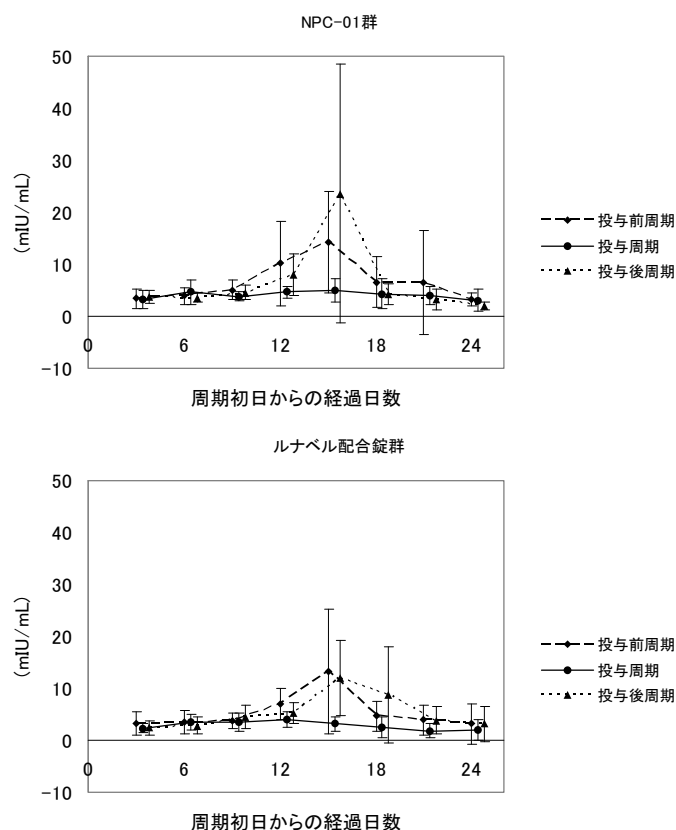 NPC-01群
50
40
30
20
10
0
-10
(mIU/mL)
0 6 12 18 24
周期初日からの経過日数
投与前周期
投与周期
投与後周期
ルナベル配合錠群
50
40
30
20
10
0
-10
(mIU/mL)
0 6 12 18 24
周期初日からの経過日数
投与前周期
投与周期
投与後周期